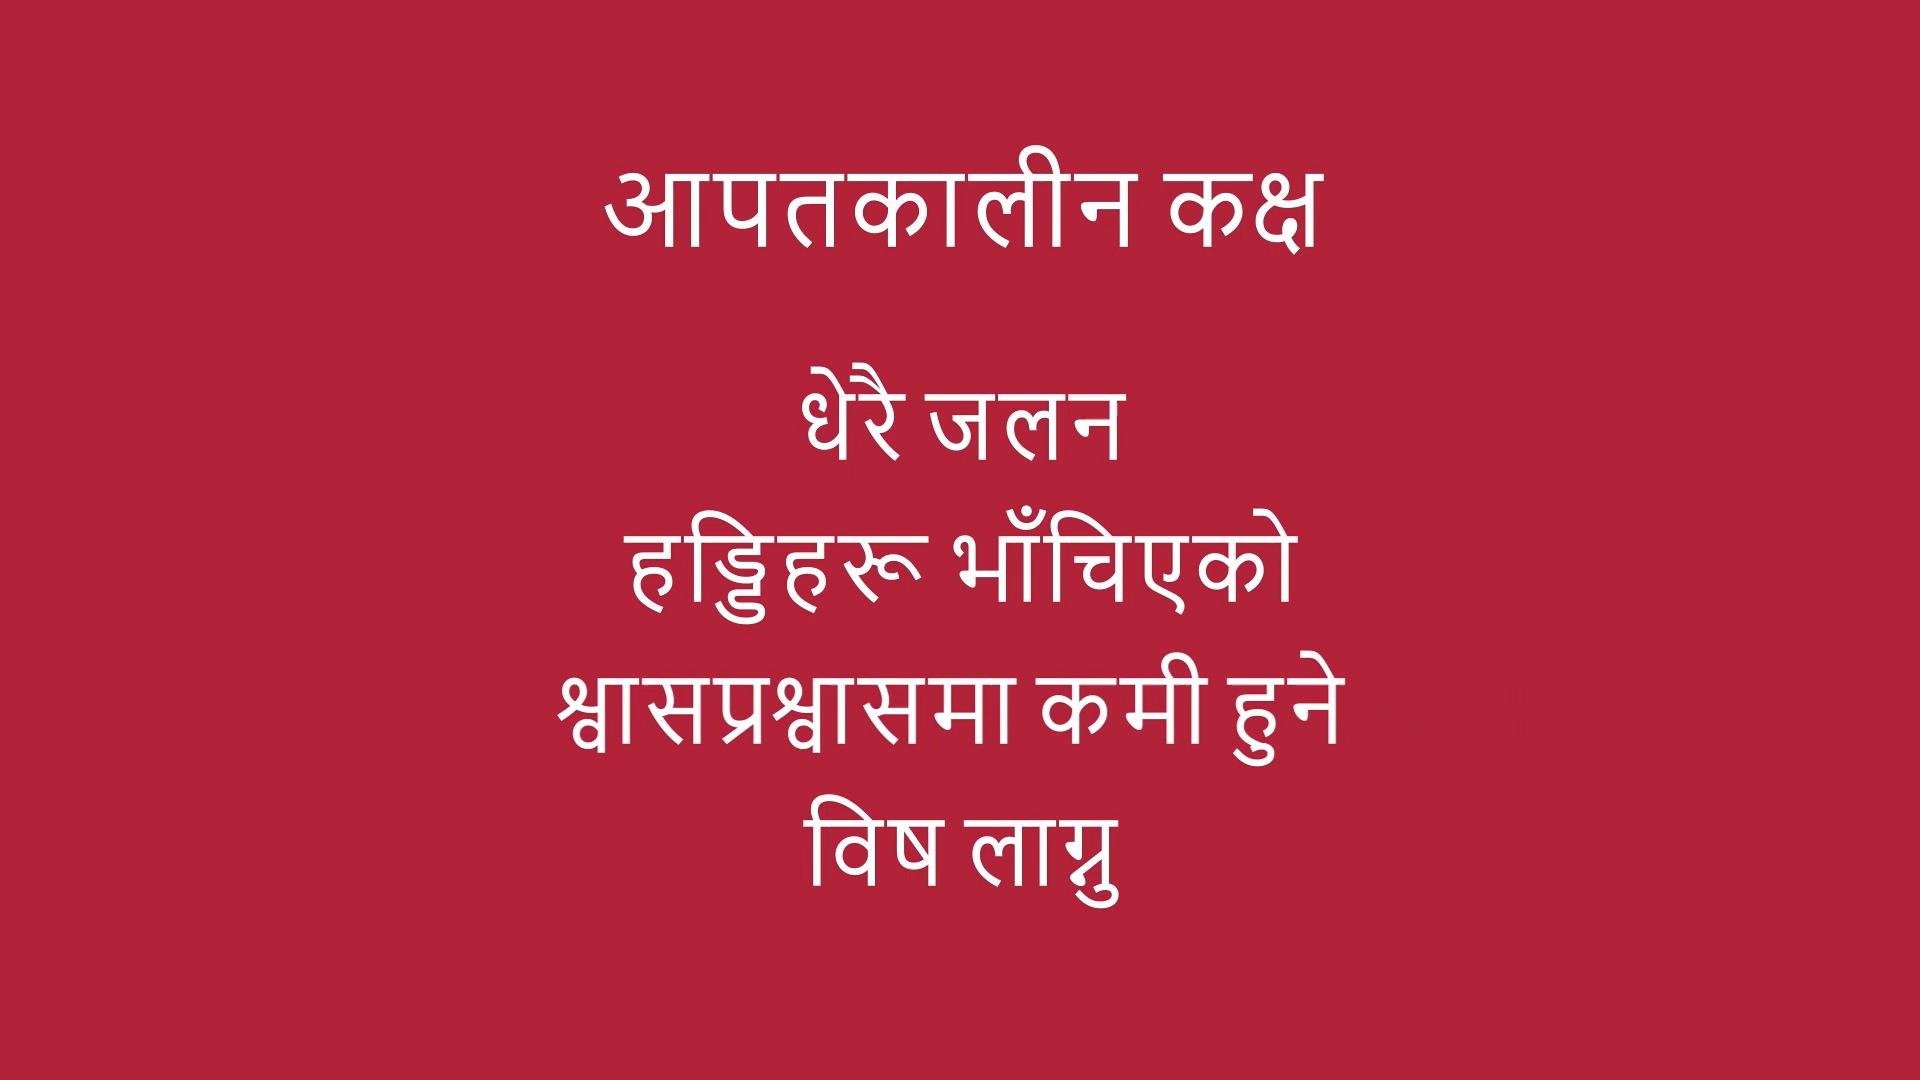 आपतकालीन कक्ष
धेरै जलन
हड्डिहरू भाँचिएको
श्वासप्रश्वासमा कमी हुने
विष लाग्नु